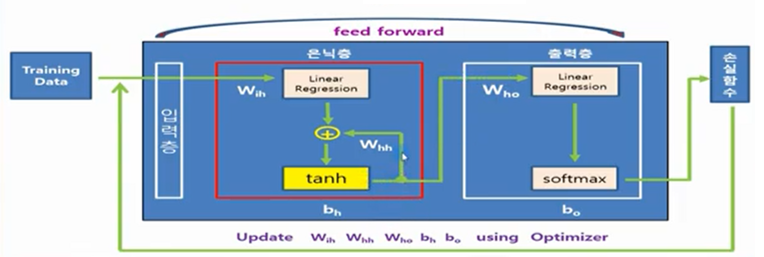 feed forward
은닉층
출력층
Training
Data
입력층
Linear
Regression
Wih
Whh
tanh
bh
Linear
Regression
Who
softmax
bo
손실함수
Update Wih Whh Who bh bo using Optimizer